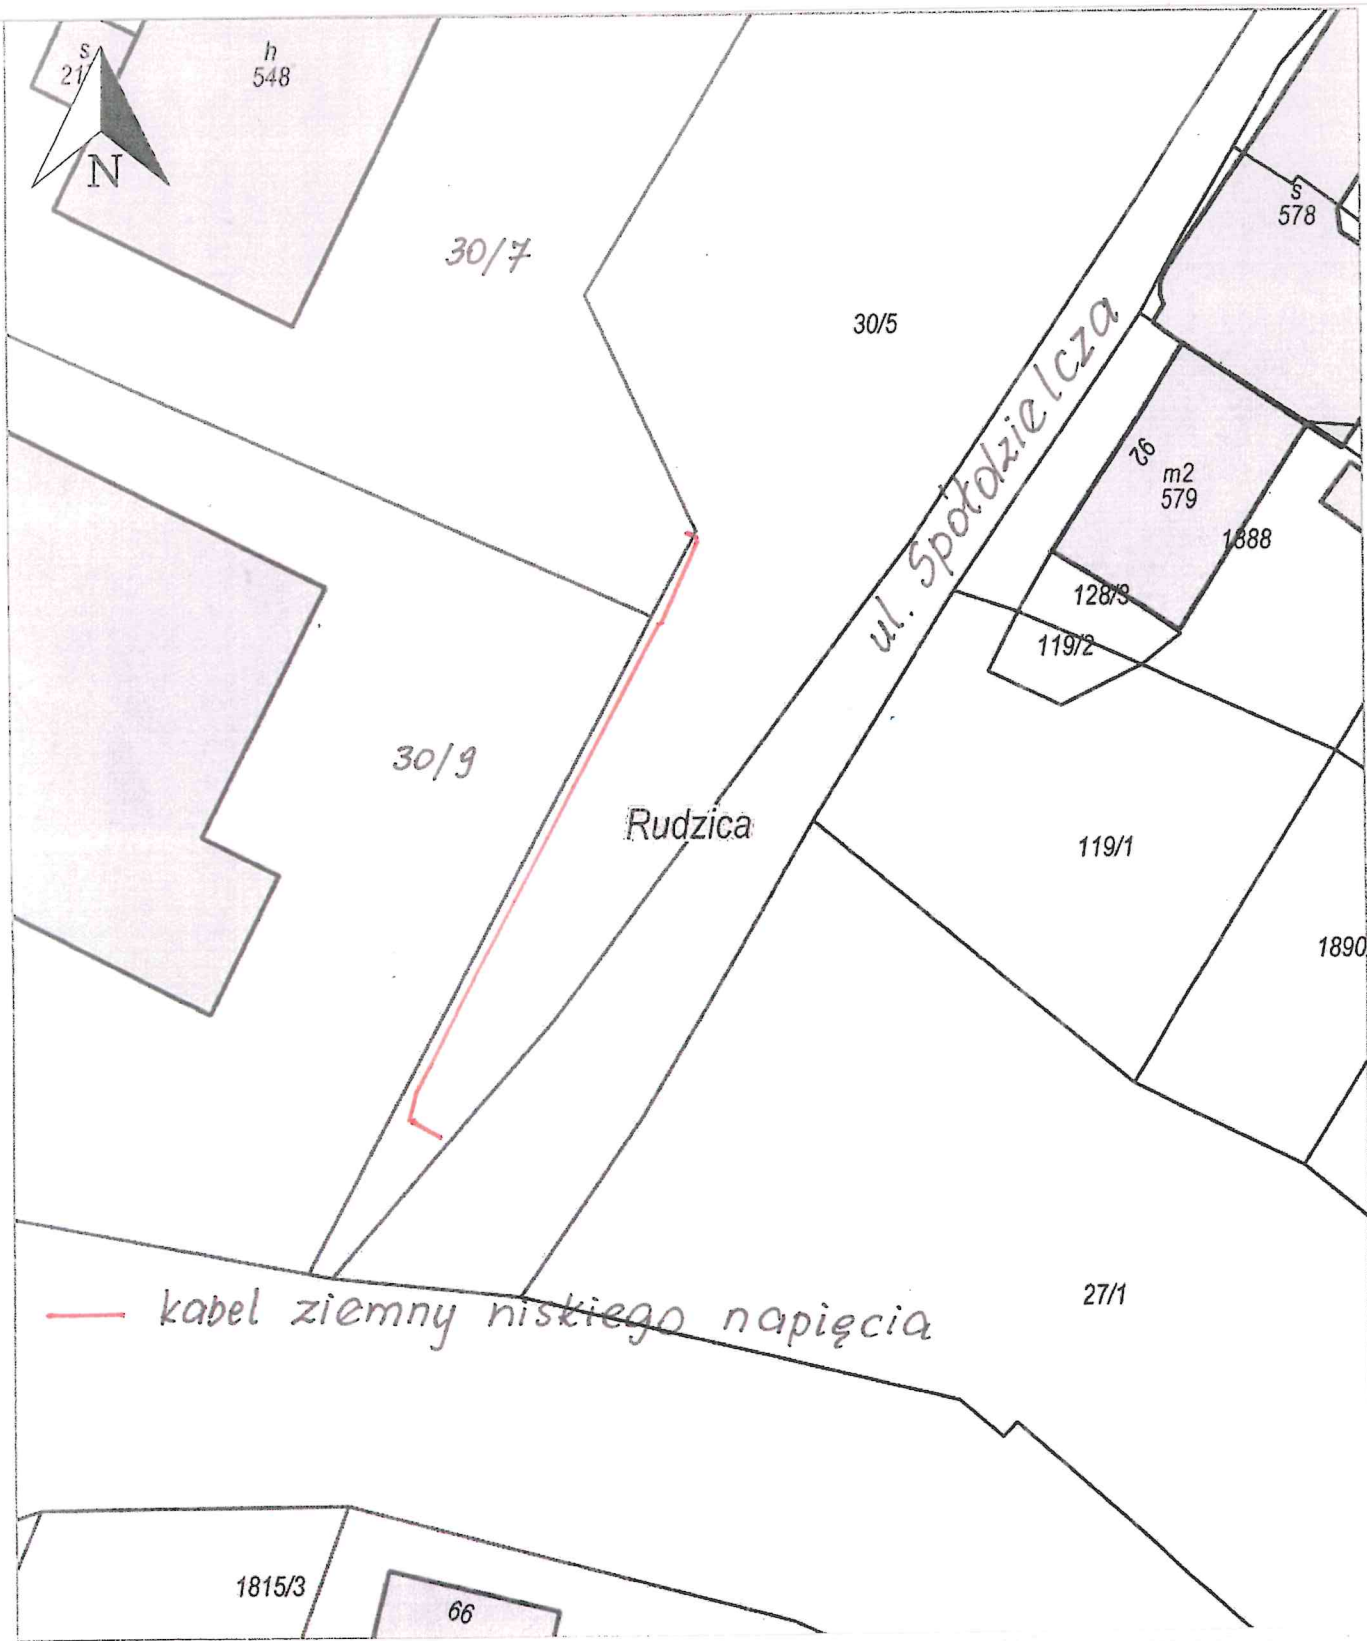 s
h
548
N
30/7
s
578
30/5
ul. Spółdzielcza
92
m2
579
1888
128/3
119/2
30/9
Rudzica
119/1
1890
27/1
kabel ziemny niskiego napięcia
1815/3
66